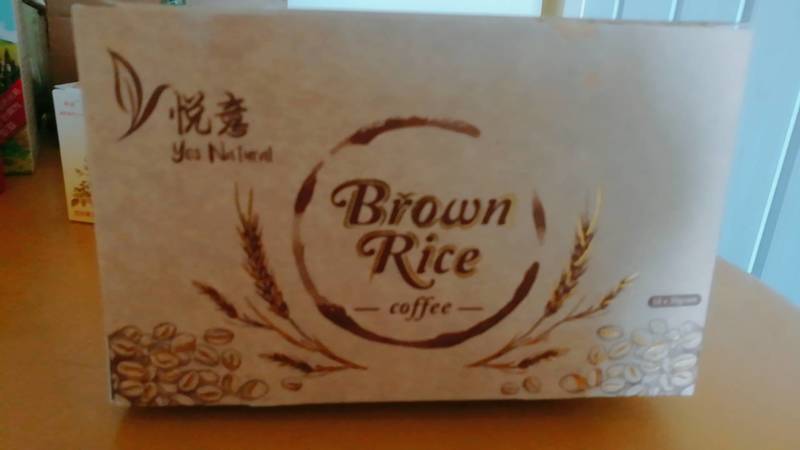 悦意
Yes Natural
Brown
Rice
coffee